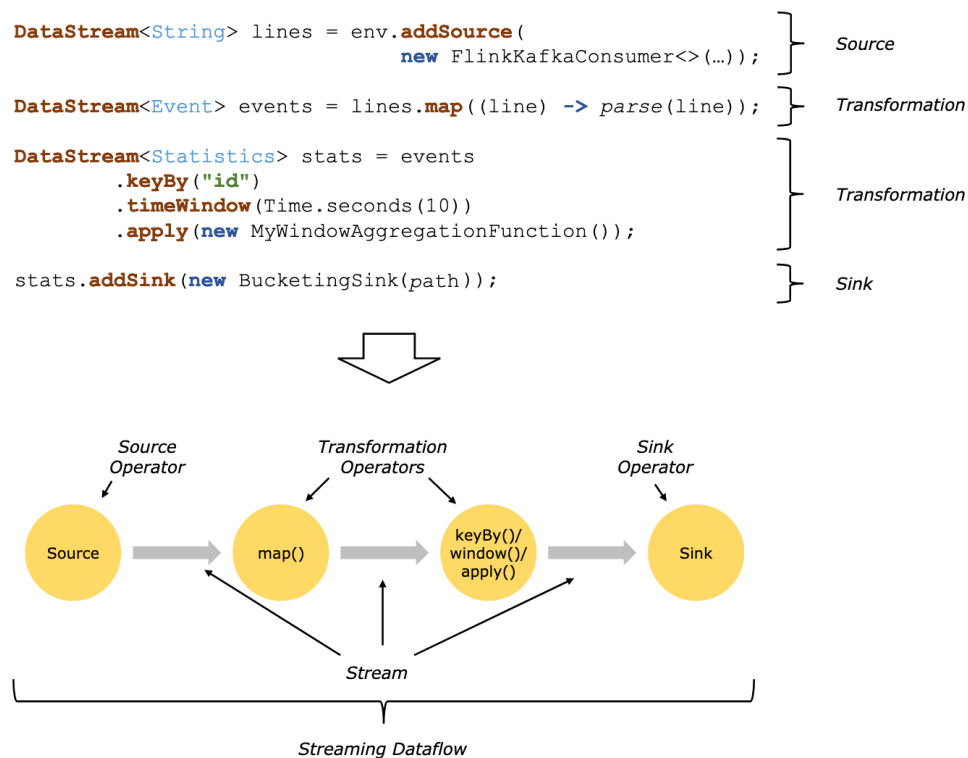 DataStream<String> lines = env.addSource(
new FlinkKafkaConsumer<>(…));
Source
DataStream<Event> events = lines.map((line) -> parse(line));
Transformation
DataStream<Statistics> stats = events
.keyBy("id")
.timeWindow(Time.seconds(10))
.apply(new MyWindowAggregationFunction());
Transformation
stats.addSink(new BucketingSink(path));
Sink
Source
Operator
Transformation
Operators
Sink
Operator
Source
map()
keyBy()/
window()/
apply()
Sink
Stream
Streaming Dataflow